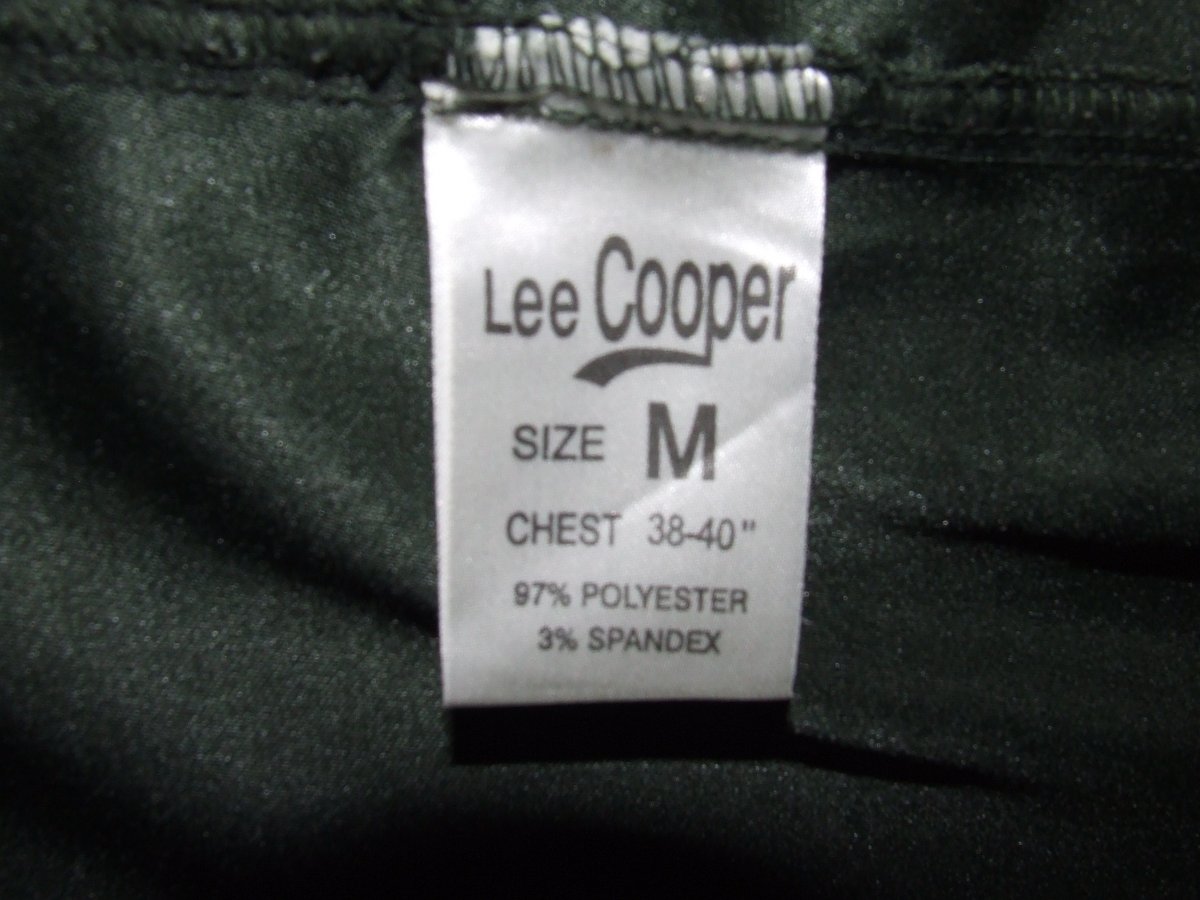 Lee Cooper
SIZE M
CHEST 38-40"
97% POLYESTER
3% SPANDEX